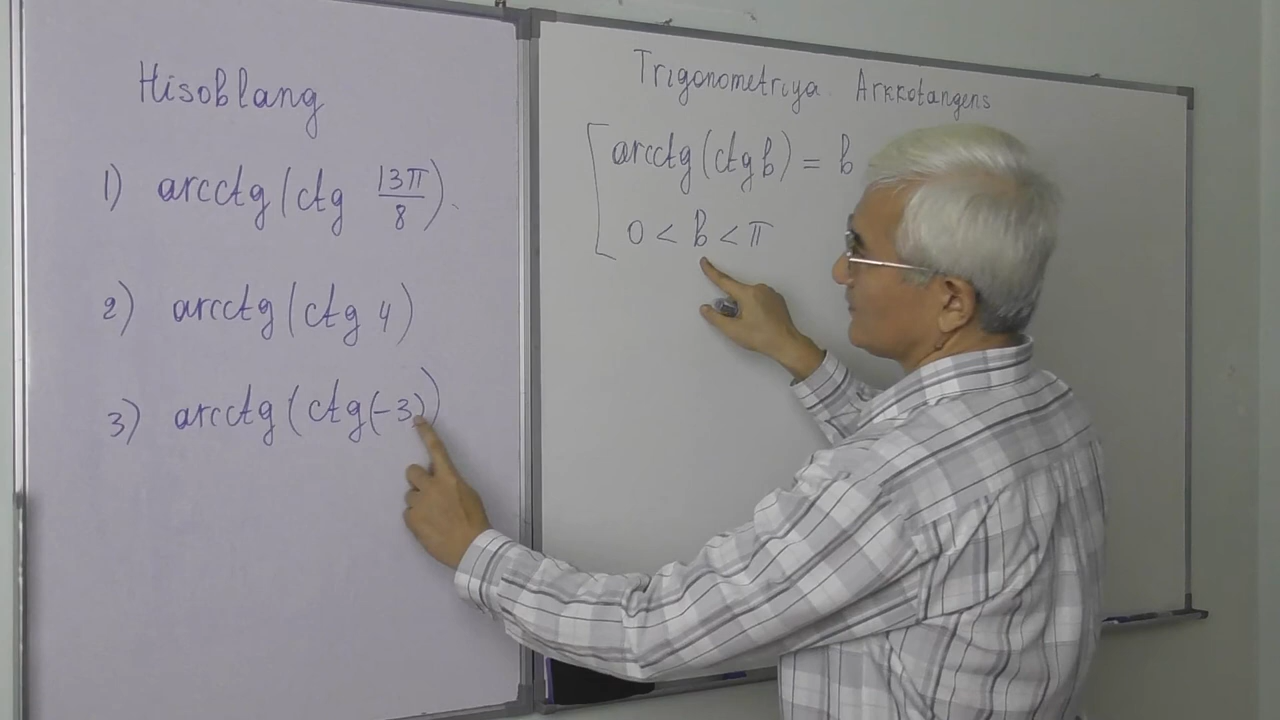 Hisoblang
1) arcctg(ctg 13π/8).
2) arcctg(ctg 4)
3) arcctg(ctg(-3))
Trigonometriya Arkkotangens
arcctg(ctg b) = b
0 < b < π